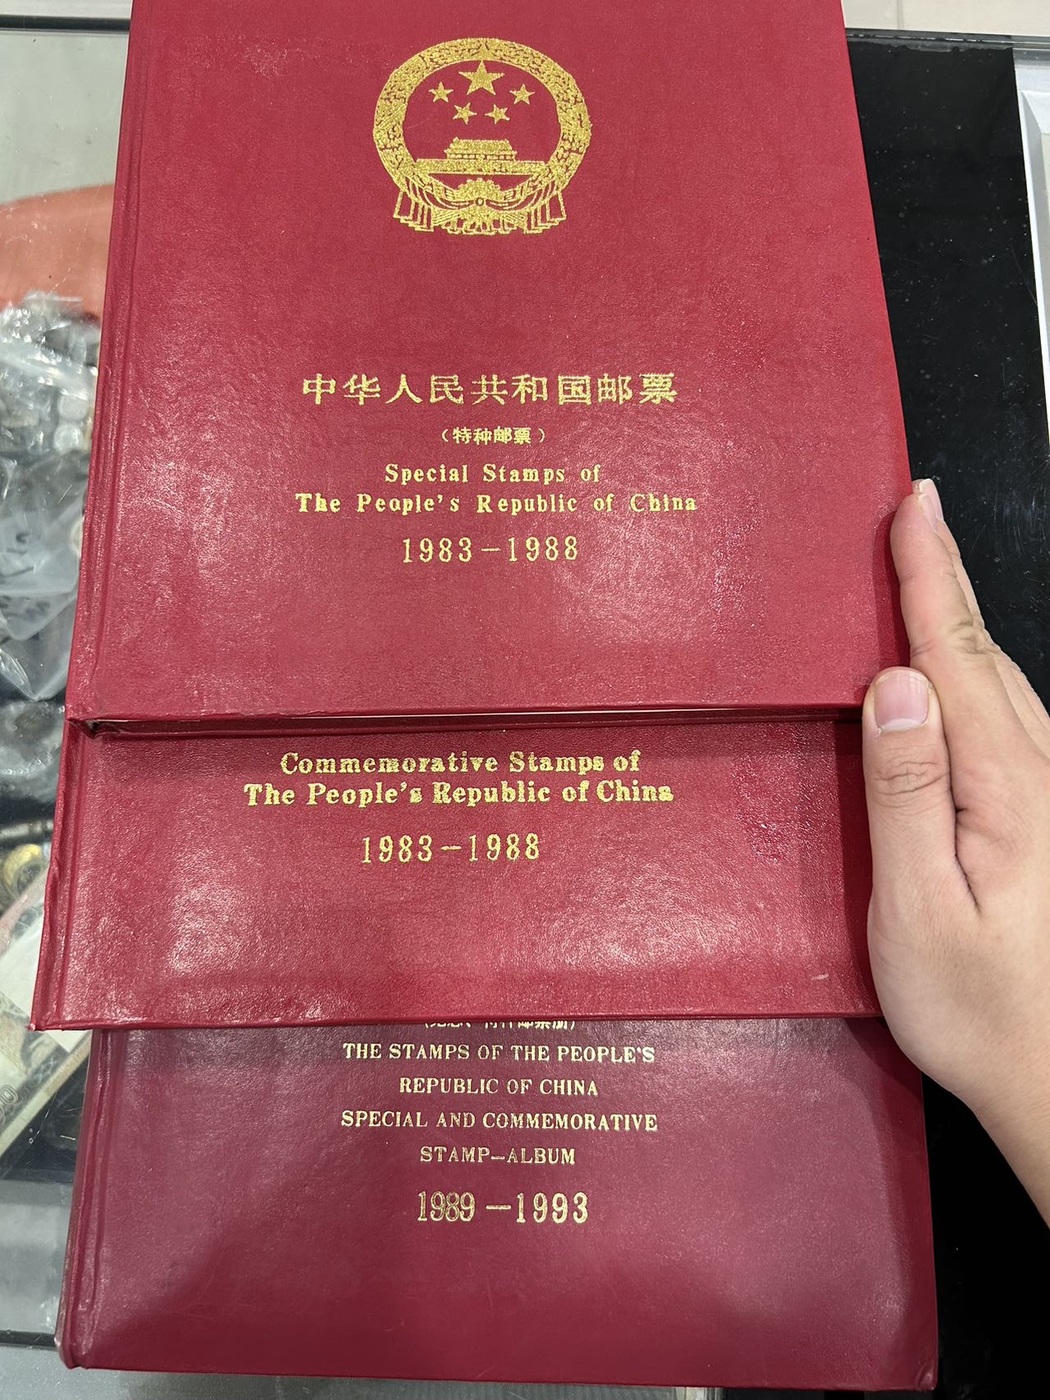 中华人民共和国邮票
（特种邮票）
Special Stamps of
The People's Republic of China
1983-1988
Commemorative Stamps of
The People's Republic of China
1983-1988
THE STAMPS OF THE PEOPLE'S
REPUBLIC OF CHINA
SPECIAL AND COMMEMORATIVE
STAMP-ALBUM
1989-1993